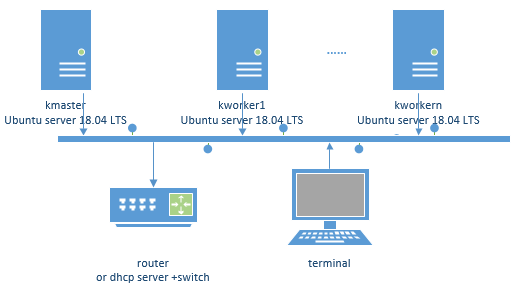 ......
kmaster
Ubuntu server 18.04 LTS
kworker1
Ubuntu server 18.04 LTS
kworkern
Ubuntu server 18.04 LTS
router
or dhcp server +switch
terminal